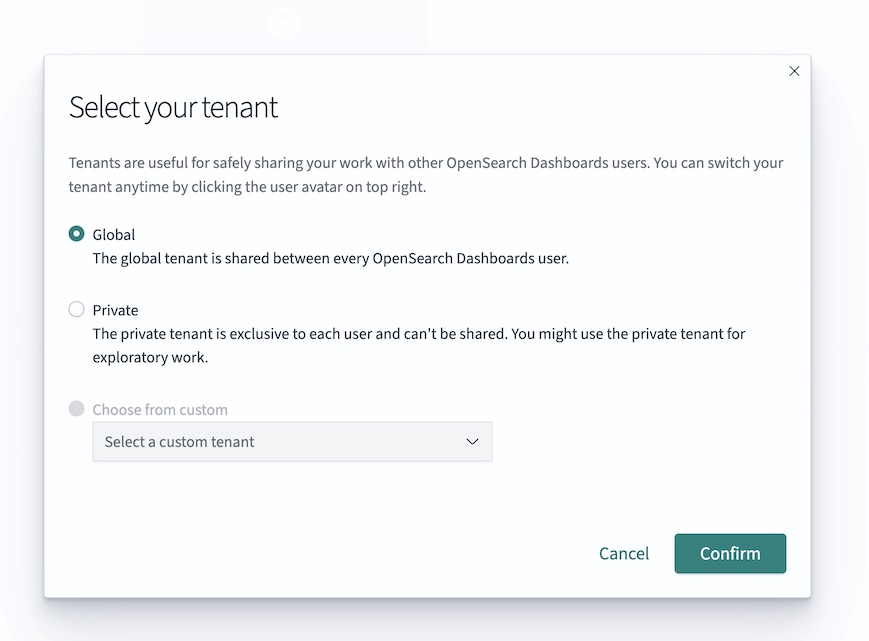 Select your tenant
Tenants are useful for safely sharing your work with other OpenSearch Dashboards users. You can switch your
tenant anytime by clicking the user avatar on top right.
Global
The global tenant is shared between every OpenSearch Dashboards user.
Private
The private tenant is exclusive to each user and can't be shared. You might use the private tenant for
exploratory work.
Choose from custom
Select a custom tenant
Cancel
Confirm